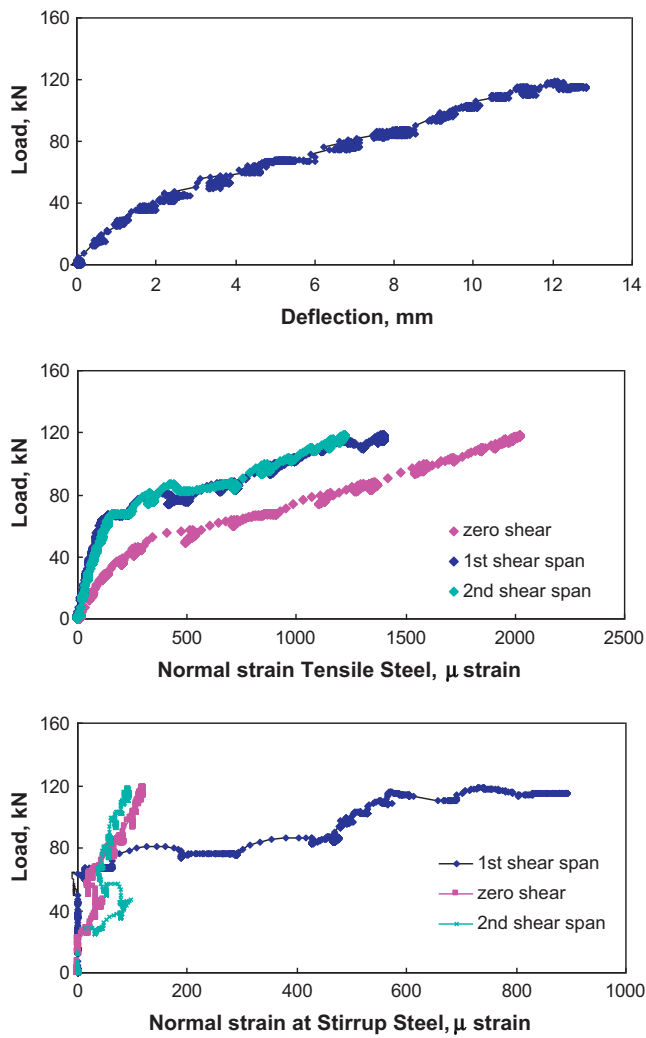 160
120
80
40
0
Load, kN
0 2 4 6 8 10 12 14
Deflection, mm
160
120
80
40
0
Load, kN
zero shear
1st shear span
2nd shear span
0 500 1000 1500 2000 2500
Normal strain Tensile Steel, μ strain
160
120
80
40
0
Load, kN
1st shear span
zero shear
2nd shear span
0 200 400 600 800 1000
Normal strain at Stirrup Steel, μ strain